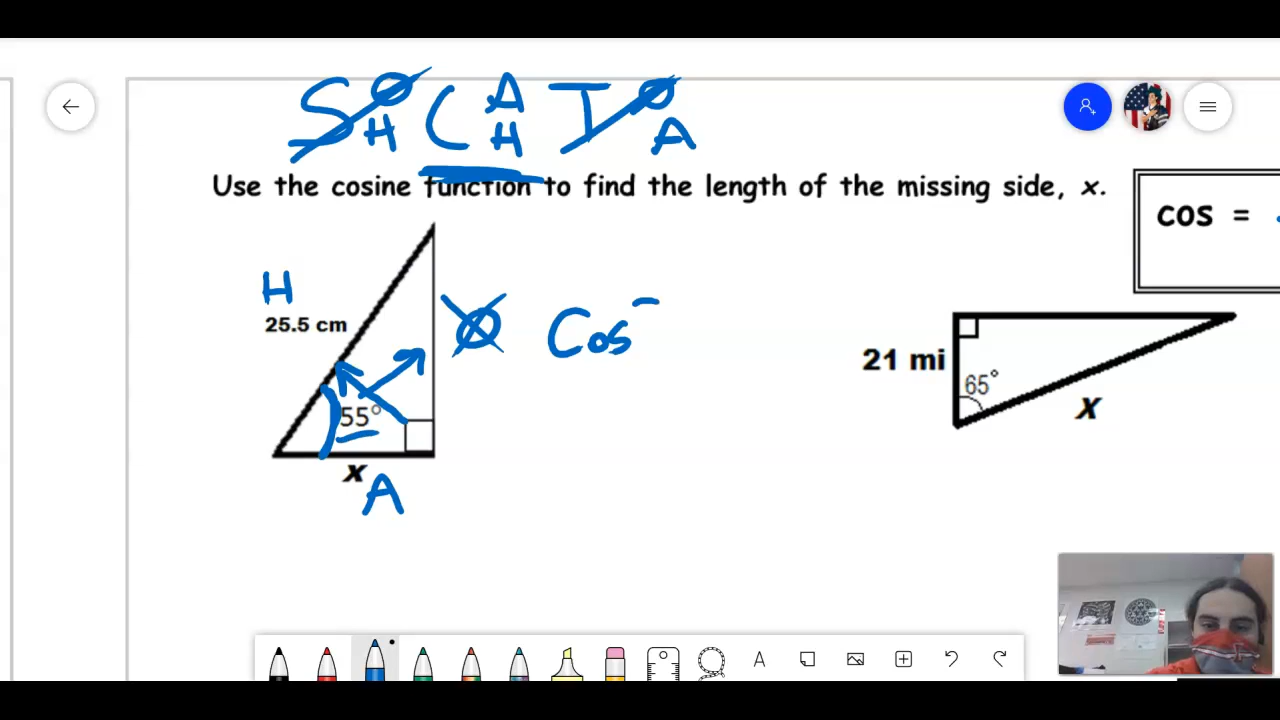 SOH CAH TOA
Use the cosine function to find the length of the missing side, x.
cos =
H
25.5 cm
O
Cos
55°
x
A
21 mi
65°
x
A